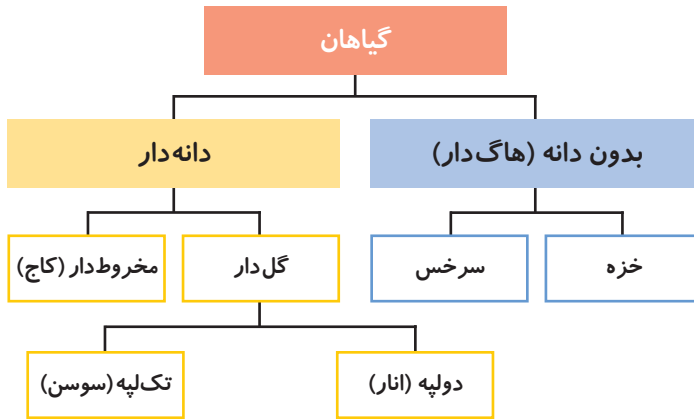 گیاهان
بدون دانه (هاگ‌دار)
دانه‌دار
خزه
سرخس
گل‌دار
مخروط‌دار (کاج)
دولپه (انار)
تک‌لپه (سوسن)